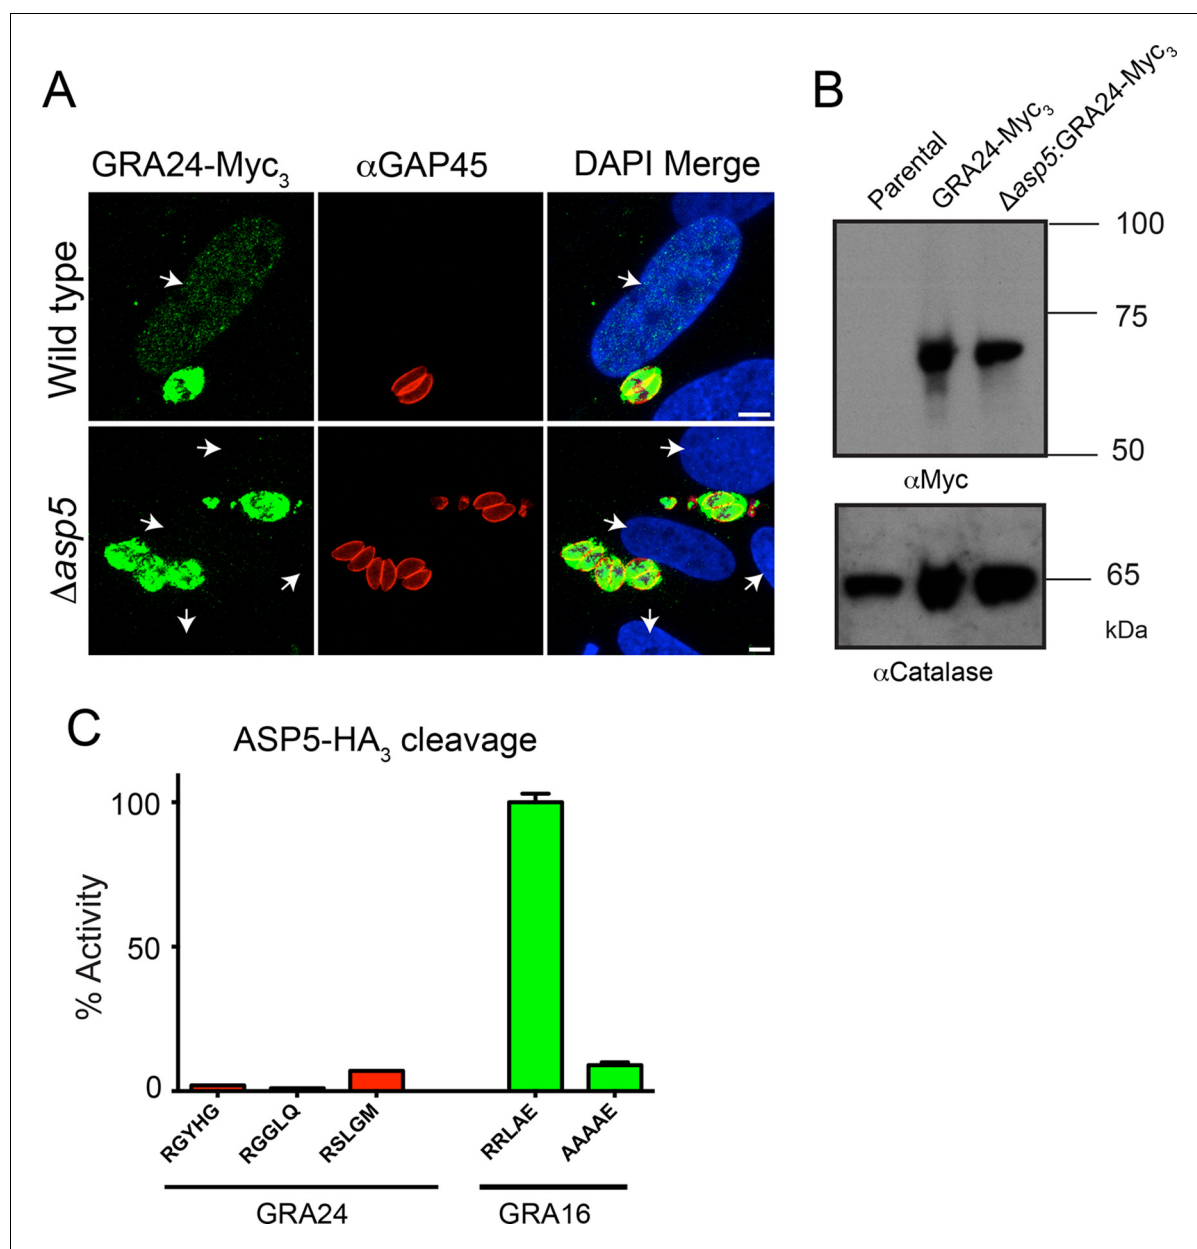 A
GRA24-Myc3
αGAP45
DAPI Merge
Wild type
Δasp5
B
Parental
GRA24-Myc3
Δasp5:GRA24-Myc3
100
75
50
αMyc
65
kDa
αCatalase
C
ASP5-HA3 cleavage
% Activity
100
50
0
RGYHG
RGGLQ
RSLGM
RRLAE
AAAAE
GRA24
GRA16